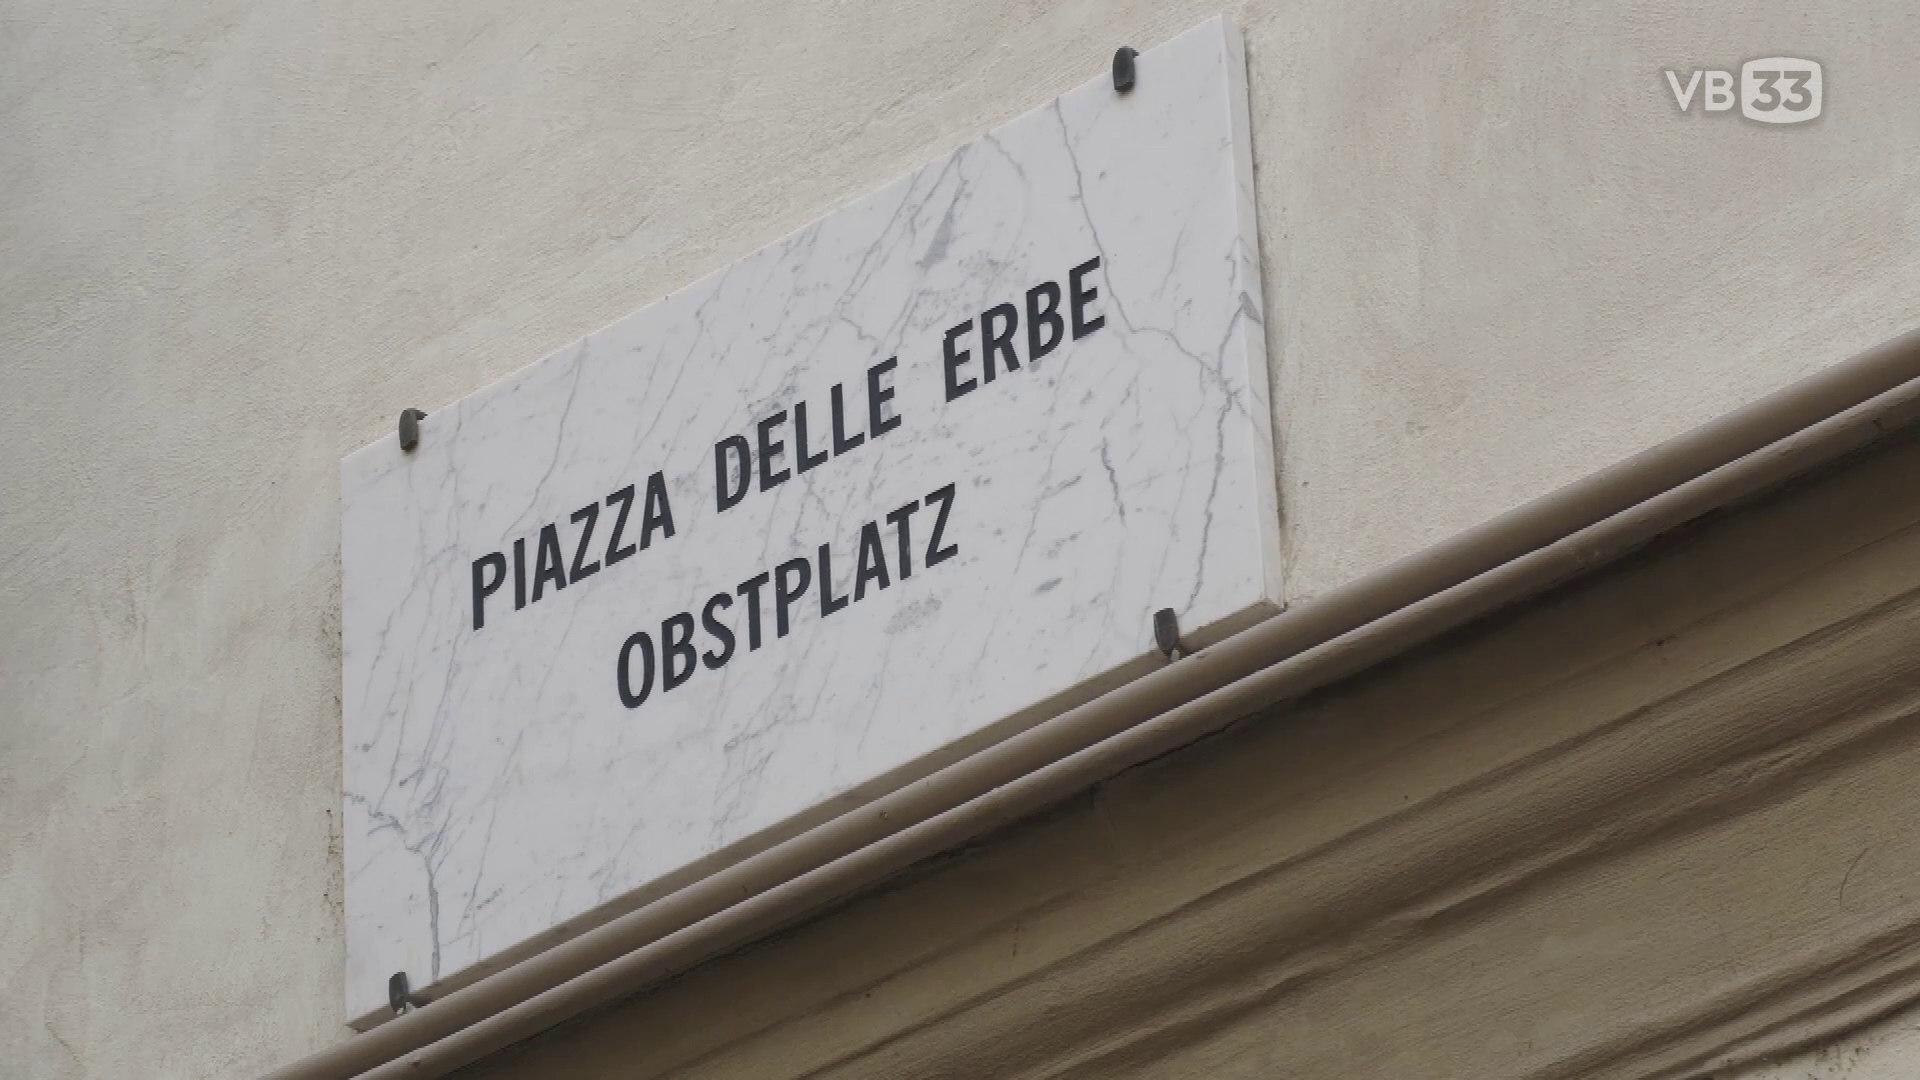 VB33
PIAZZA DELLE ERBE
OBSTPLATZ